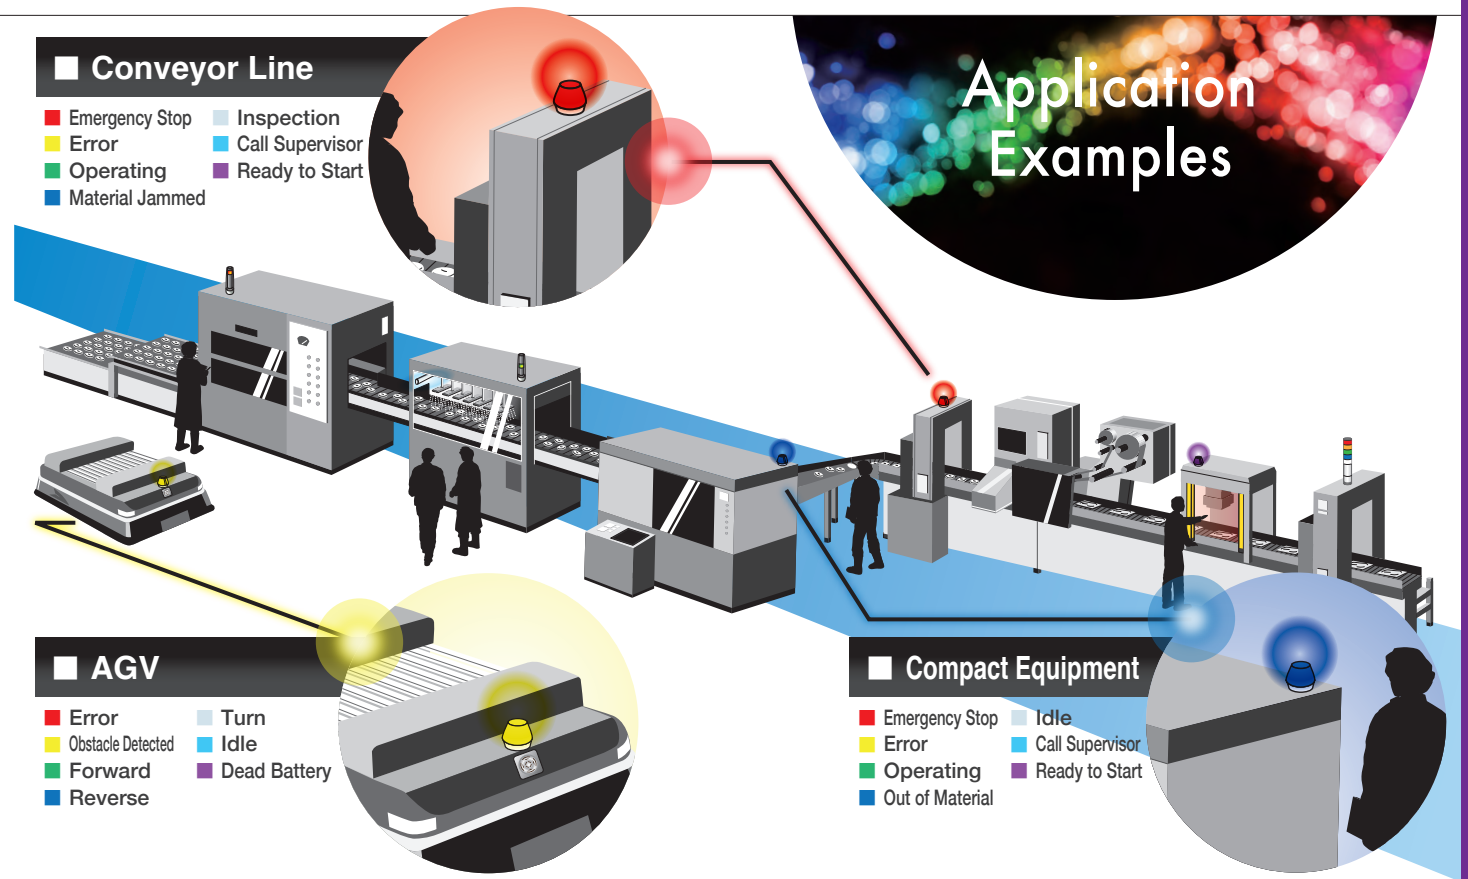 Application
Examples
Conveyor Line
Emergency Stop
Error
Operating
Material Jammed
Inspection
Call Supervisor
Ready to Start
AGV
Error
Obstacle Detected
Forward
Reverse
Turn
Idle
Dead Battery
Compact Equipment
Emergency Stop
Error
Operating
Out of Material
Idle
Call Supervisor
Ready to Start